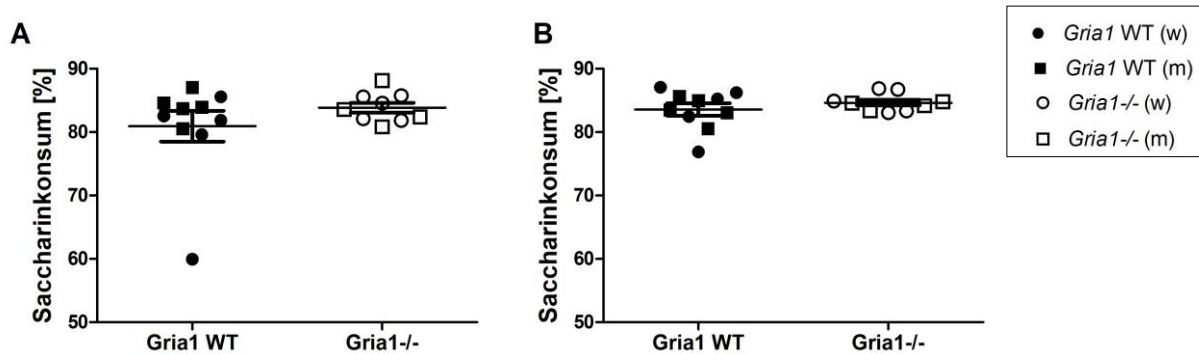 A
Saccharinkonsum [%]
90
80
70
60
50
Gria1 WT
Gria1-/-
B
Saccharinkonsum [%]
90
80
70
60
50
Gria1 WT
Gria1-/-
Gria1 WT (w)
Gria1 WT (m)
Gria1-/- (w)
Gria1-/- (m)